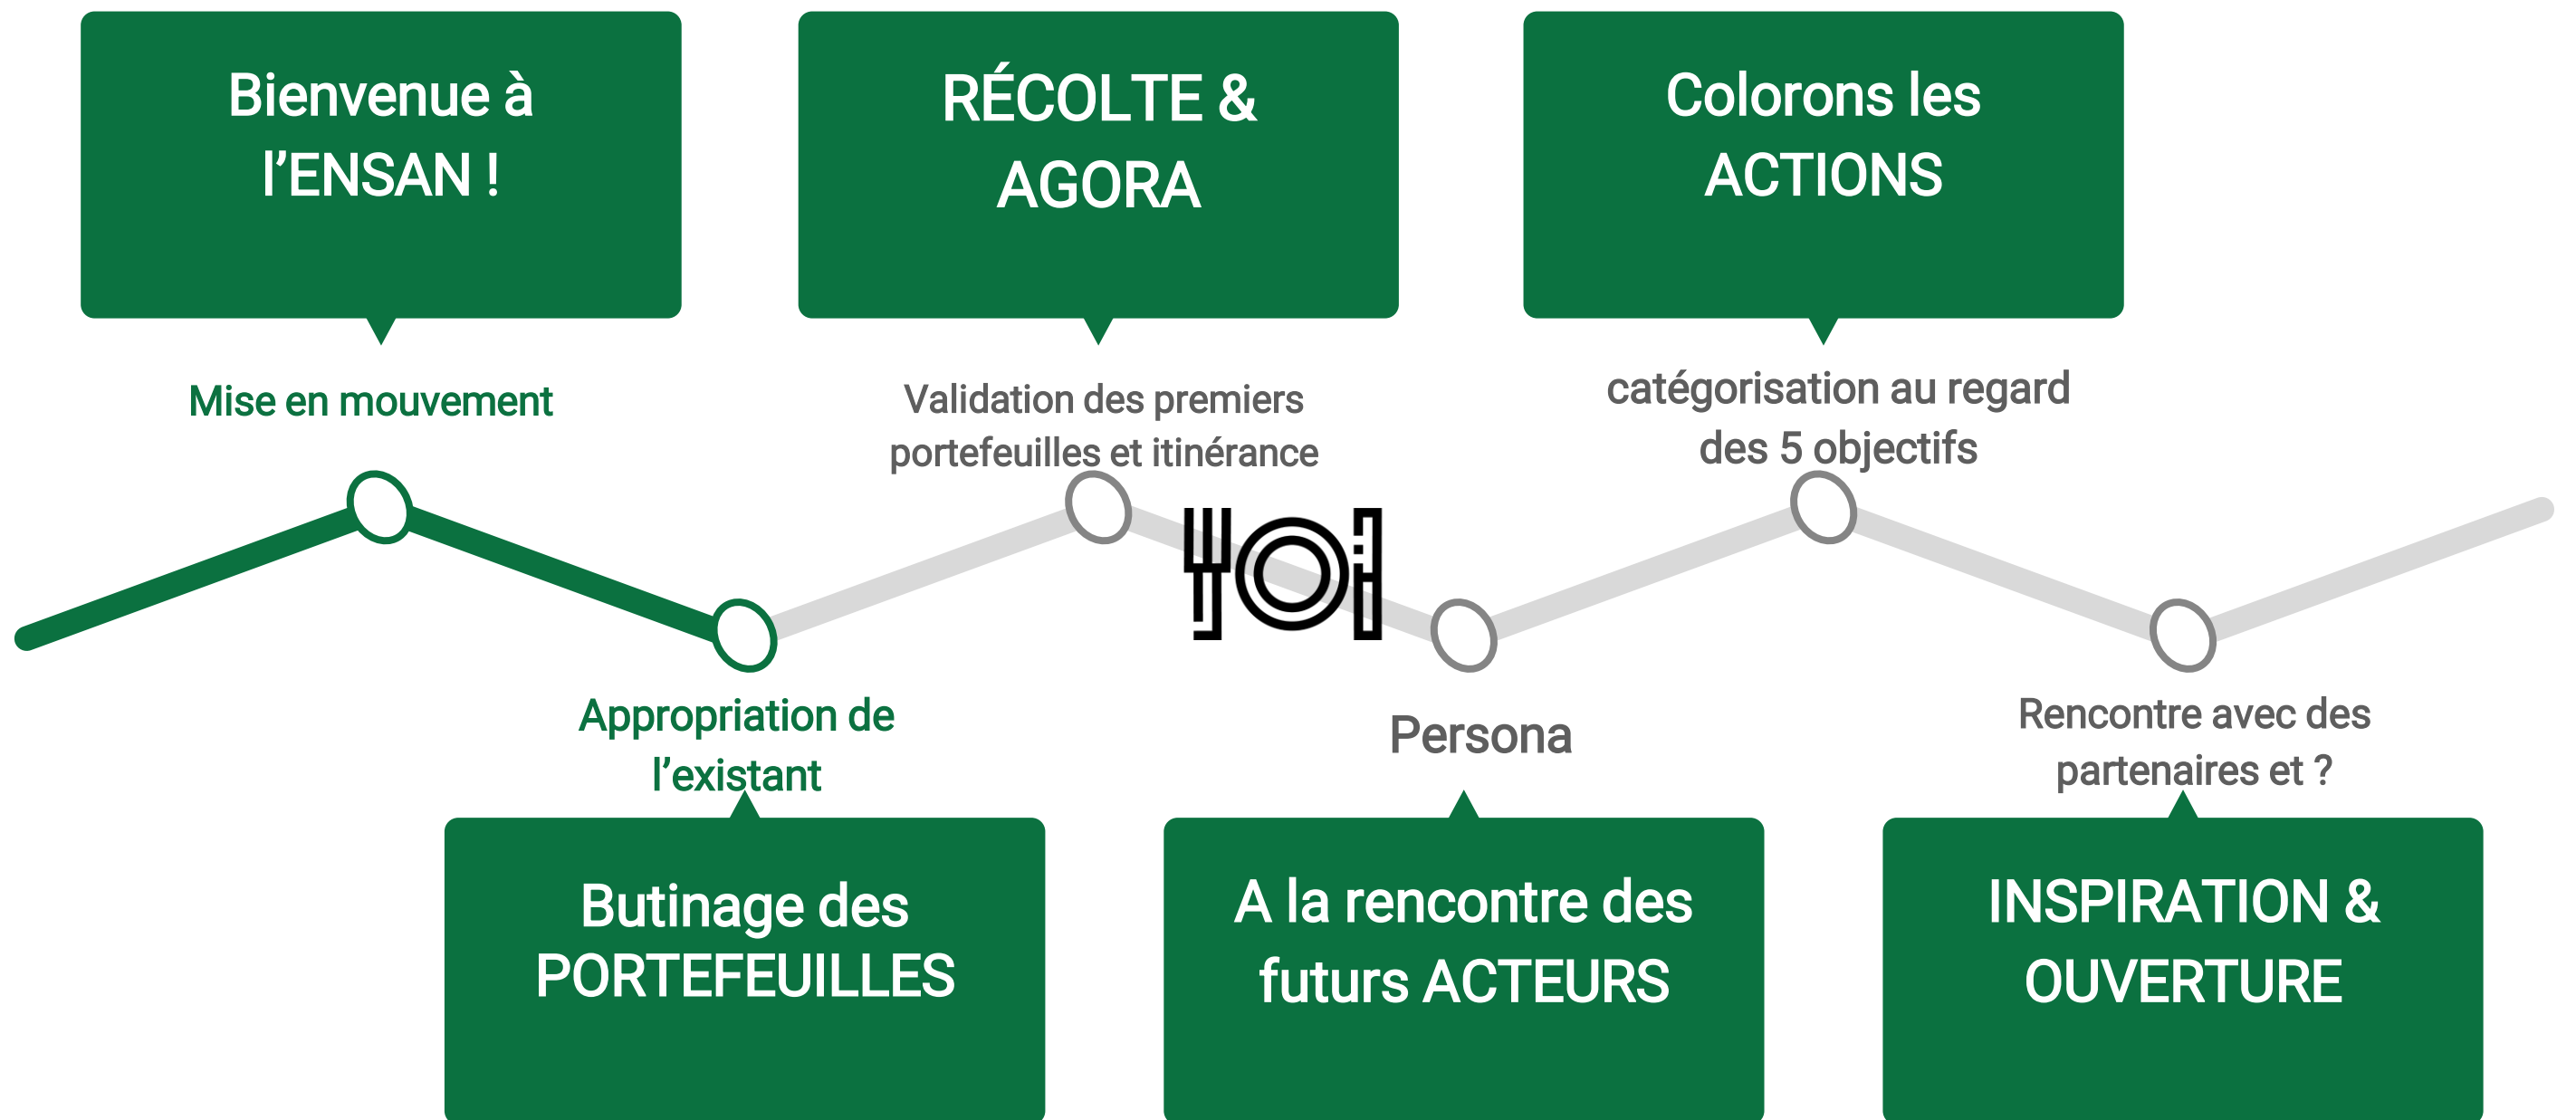 Bienvenue à
l’ENSAN !
RÉCOLTE &
AGORA
Colorons les
ACTIONS
Mise en mouvement
Validation des premiers
portefeuilles et itinérance
catégorisation au regard
des 5 objectifs
Appropriation de
l’existant
Persona
Rencontre avec des
partenaires et ?
Butinage des
PORTEFEUILLES
A la rencontre des
futurs ACTEURS
INSPIRATION &
OUVERTURE